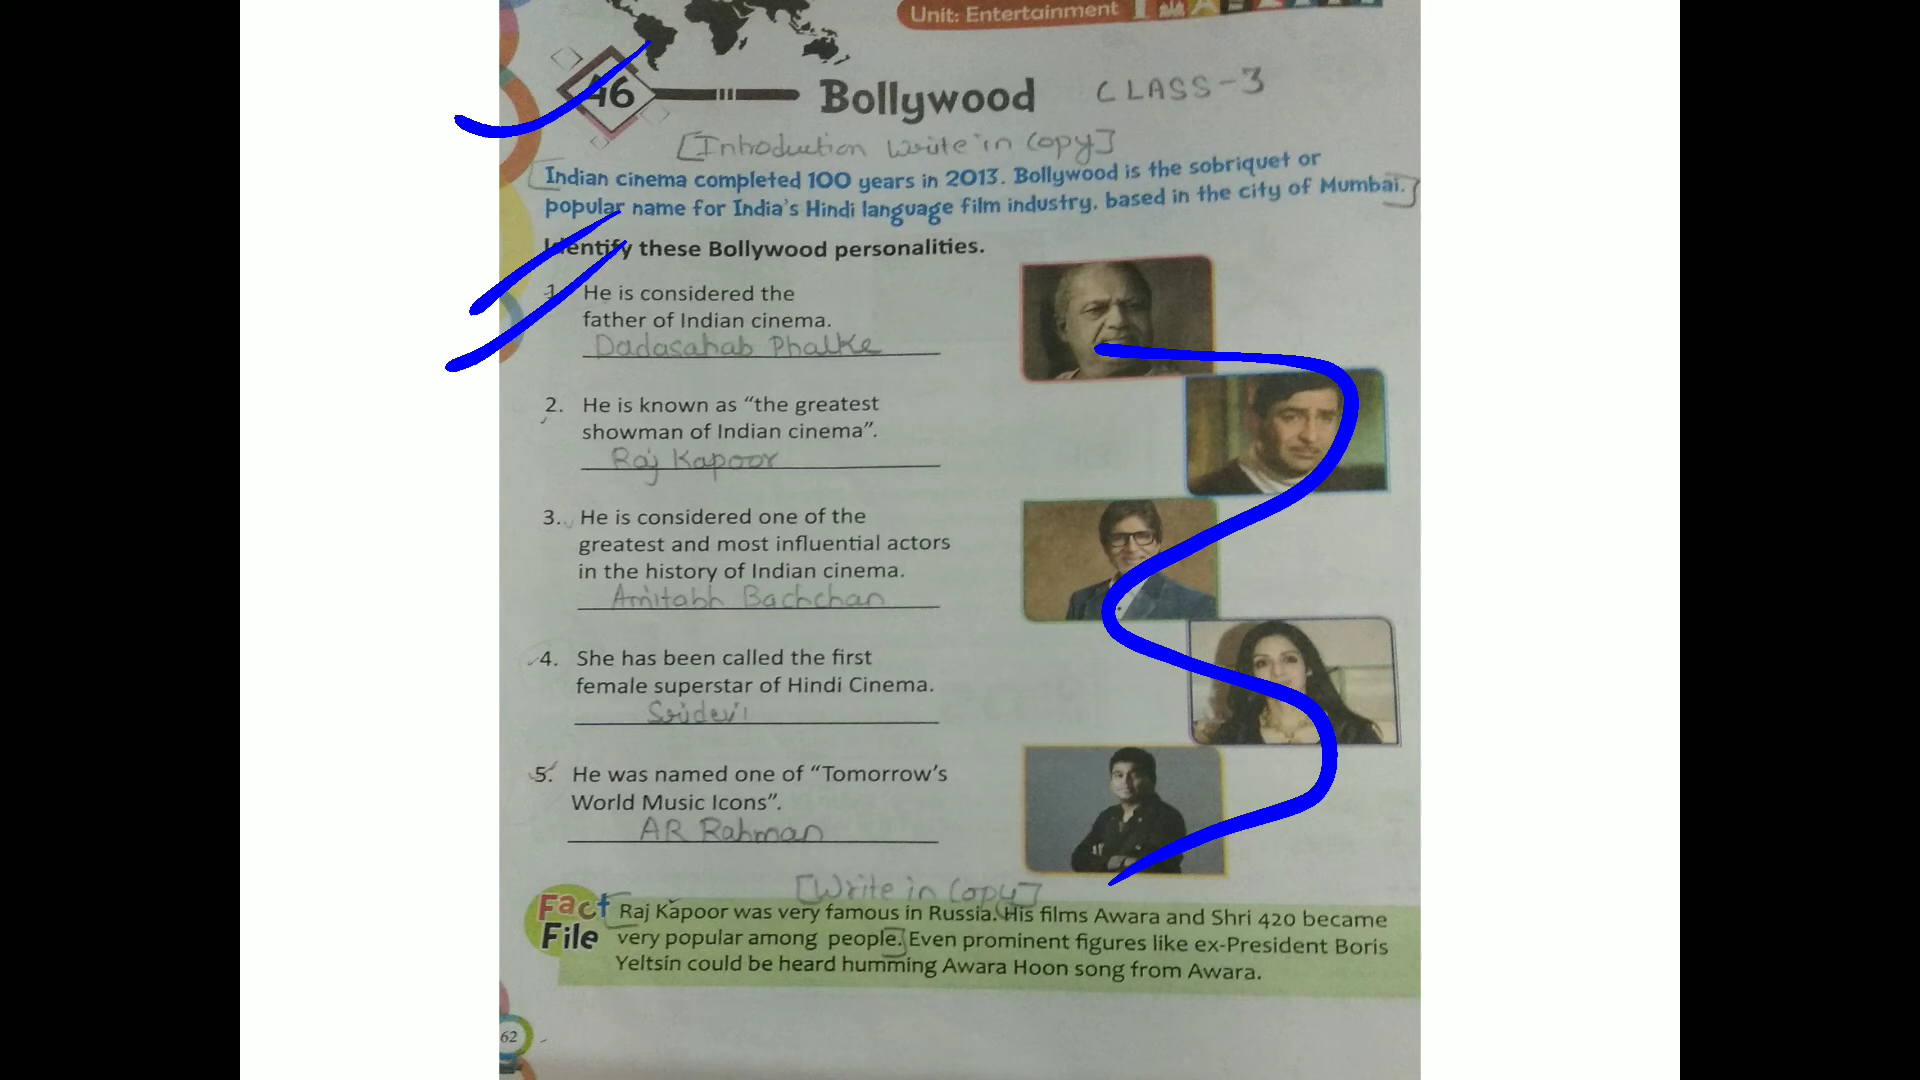 Unit: Entertainment
46
Bollywood CLASS-3
[Introduction write in Copy]
[Indian cinema completed 100 years in 2013. Bollywood is the sobriquet or
popular name for India's Hindi language film industry, based in the city of Mumbai.]
Identify these Bollywood personalities.
1. He is considered the
father of Indian cinema.
Dadasahab Phalke
2. He is known as “the greatest
showman of Indian cinema”.
Raj Kapoor
3. He is considered one of the
greatest and most influential actors
in the history of Indian cinema.
Amitabh Bachchan
4. She has been called the first
female superstar of Hindi Cinema.
Sridevi
5. He was named one of “Tomorrow's
World Music Icons”.
AR Rahman
[Write in Copy]
Fact File
[Raj Kapoor was very famous in Russia. His films Awara and Shri 420 became
very popular among people.] Even prominent figures like ex-President Boris
Yeltsin could be heard humming Awara Hoon song from Awara.
62